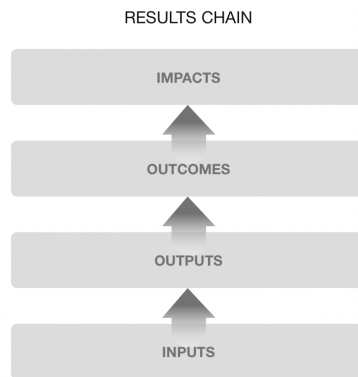 RESULTS CHAIN
IMPACTS
OUTCOMES
OUTPUTS
INPUTS